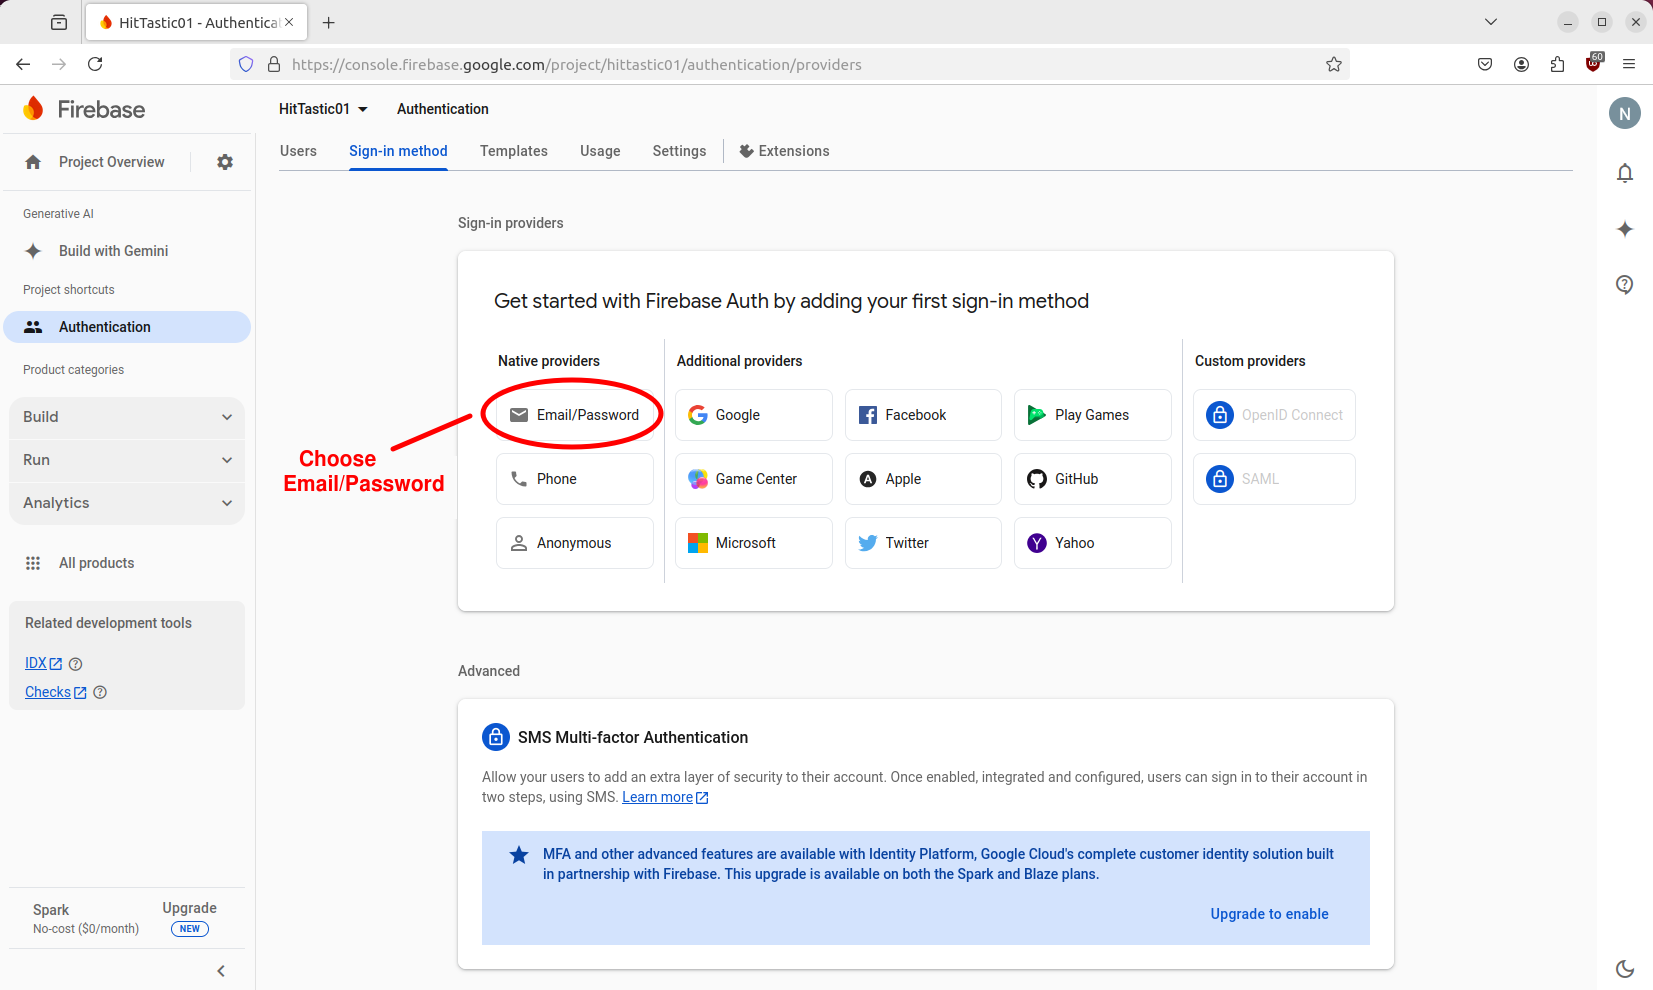 HitTastic01 - Authentica
https://console.firebase.google.com/project/hittastic01/authentication/providers
60
Firebase
HitTastic01
Authentication
N
Project Overview
Users
Sign-in method
Templates
Usage
Settings
Extensions
Generative AI
Build with Gemini
Project shortcuts
Authentication
Product categories
Build
Run
Analytics
All products
Related development tools
IDX
Checks
Spark
No-cost ($0/month)
Upgrade
NEW
Sign-in providers
Get started with Firebase Auth by adding your first sign-in method
Native providers
Additional providers
Custom providers
Email/Password
Google
Facebook
Play Games
OpenID Connect
Choose
Email/Password
Phone
Game Center
Apple
GitHub
SAML
Anonymous
Microsoft
Twitter
Yahoo
Advanced
SMS Multi-factor Authentication
Allow your users to add an extra layer of security to their account. Once enabled, integrated and configured, users can sign in to their account in
two steps, using SMS. Learn more
MFA and other advanced features are available with Identity Platform, Google Cloud's complete customer identity solution built
in partnership with Firebase. This upgrade is available on both the Spark and Blaze plans.
Upgrade to enable